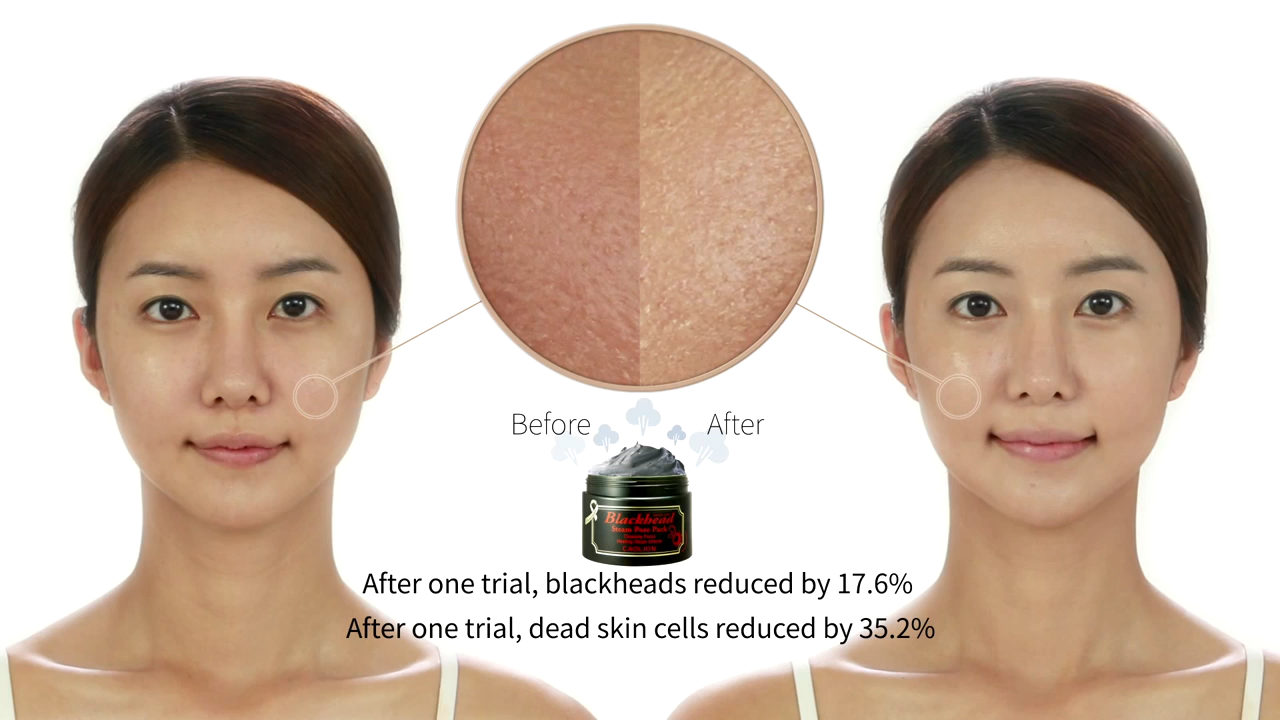 Before
After
Blackhead
Steam Pore Pack
CAOLION
After one trial, blackheads reduced by 17.6%
After one trial, dead skin cells reduced by 35.2%